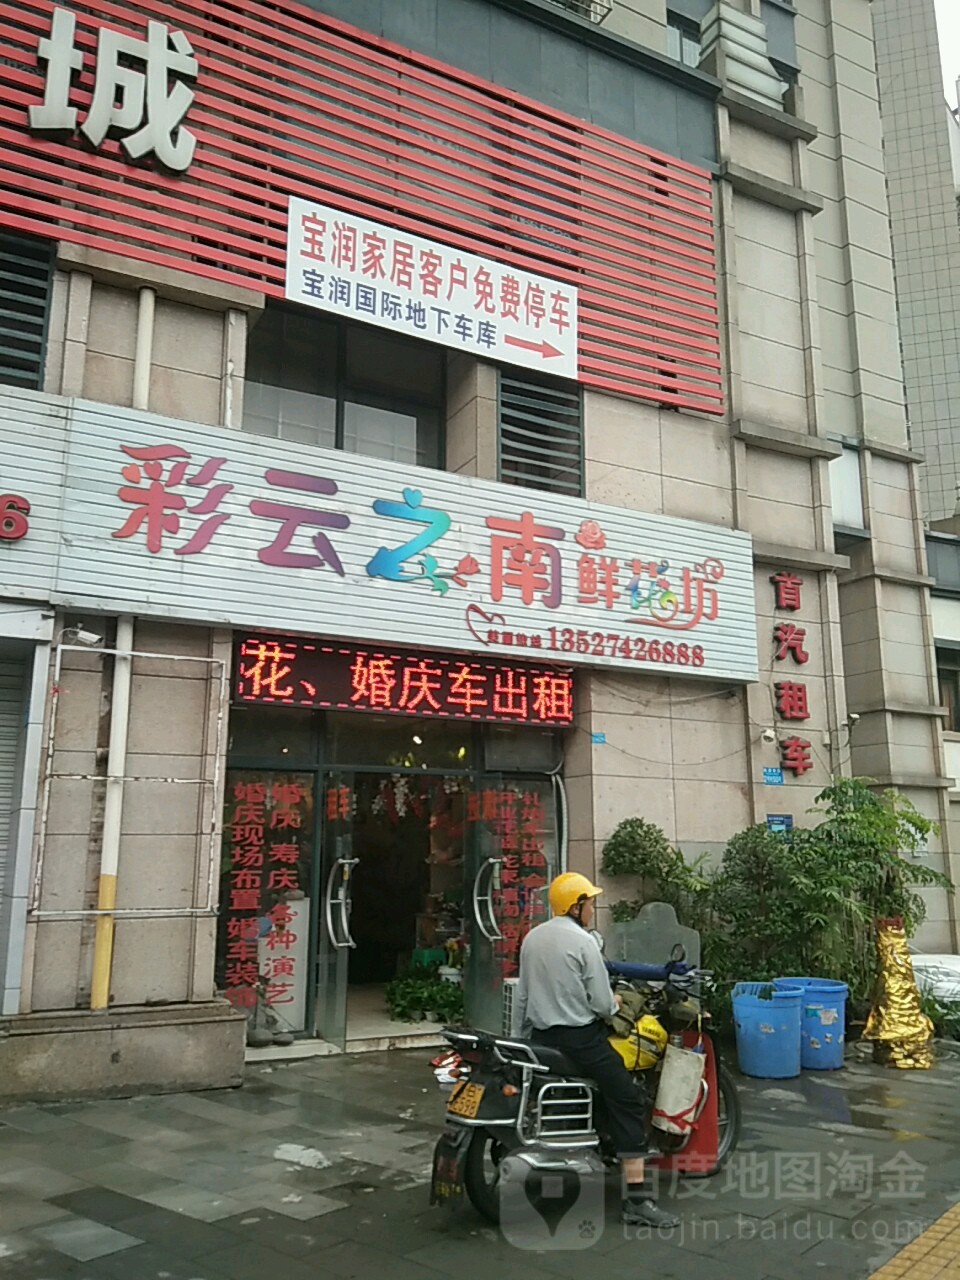 城
宝润家居客户免费停车
宝润国际地下车库
6
彩云之南鲜花坊
13527426888
首汽租车
花、婚庆车出租
婚庆 寿庆 各种演艺
婚庆现场布置 婚车装饰
百度地图淘金
taojin.baidu.com